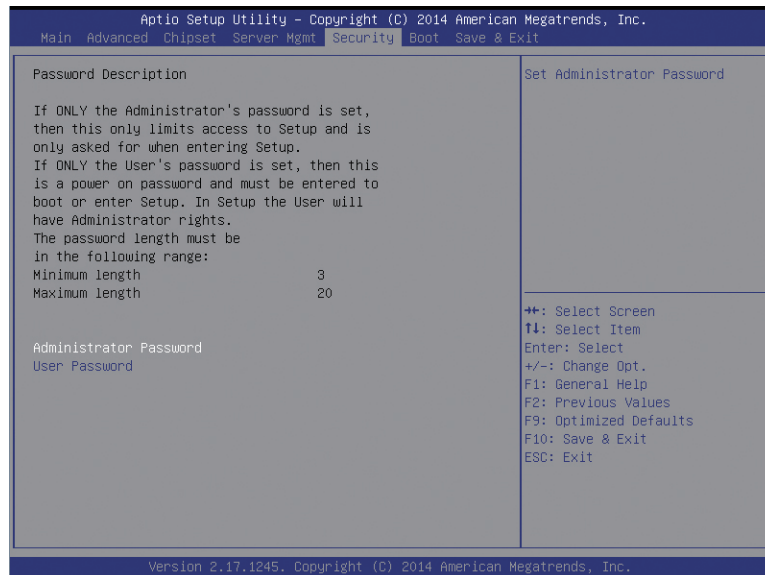 Aptio Setup Utility – Copyright (C) 2014 American Megatrends, Inc.
Main Advanced Chipset Server Mgmt Security Boot Save & Exit
Password Description
If ONLY the Administrator's password is set,
then this only limits access to Setup and is
only asked for when entering Setup.
If ONLY the User's password is set, then this
is a power on password and must be entered to
boot or enter Setup. In Setup the User will
have Administrator rights.
The password length must be
in the following range:
Minimum length 3
Maximum length 20
Administrator Password
User Password
Set Administrator Password
→←: Select Screen
↑↓: Select Item
Enter: Select
+/-: Change Opt.
F1: General Help
F2: Previous Values
F9: Optimized Defaults
F10: Save & Exit
ESC: Exit
Version 2.17.1245. Copyright (C) 2014 American Megatrends, Inc.